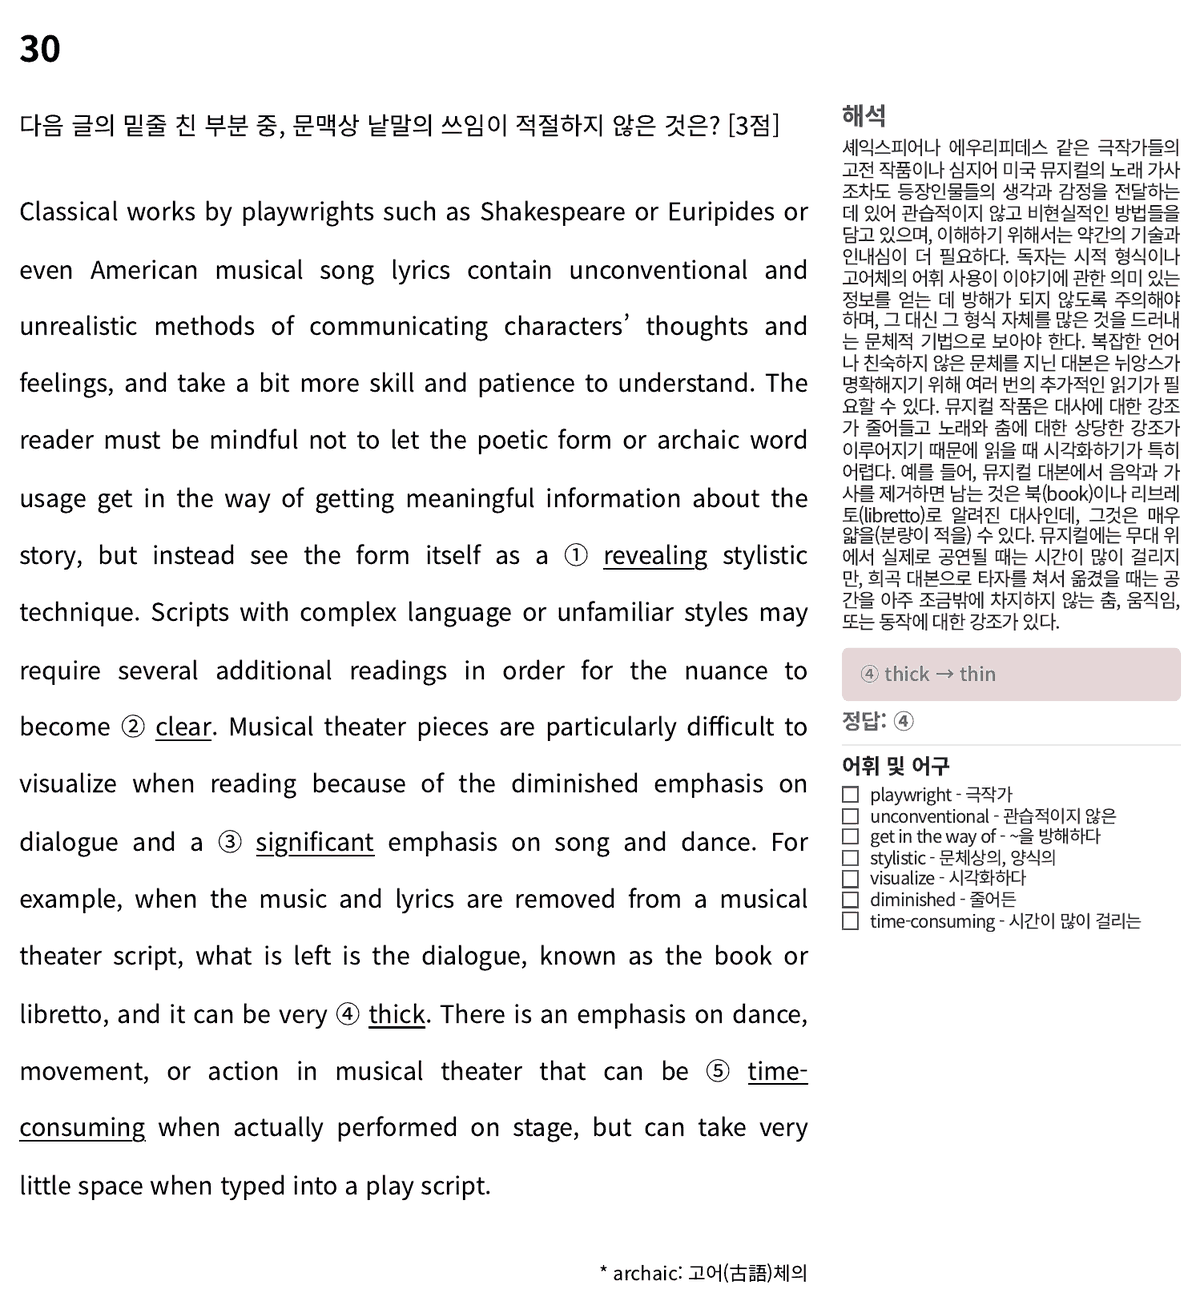 30
다음 글의 밑줄 친 부분 중, 문맥상 낱말의 쓰임이 적절하지 않은 것은? [3점]
Classical works by playwrights such as Shakespeare or Euripides or
even American musical song lyrics contain unconventional and
unrealistic methods of communicating characters’ thoughts and
feelings, and take a bit more skill and patience to understand. The
reader must be mindful not to let the poetic form or archaic word
usage get in the way of getting meaningful information about the
story, but instead see the form itself as a ① revealing stylistic
technique. Scripts with complex language or unfamiliar styles may
require several additional readings in order for the nuance to
become ② clear. Musical theater pieces are particularly difficult to
visualize when reading because of the diminished emphasis on
dialogue and a ③ significant emphasis on song and dance. For
example, when the music and lyrics are removed from a musical
theater script, what is left is the dialogue, known as the book or
libretto, and it can be very ④ thick. There is an emphasis on dance,
movement, or action in musical theater that can be ⑤ time-
consuming when actually performed on stage, but can take very
little space when typed into a play script.
* archaic: 고어(古語)체의
해석
셰익스피어나 에우리피데스 같은 극작가들의
고전 작품이나 심지어 미국 뮤지컬의 노래 가사
조차도 등장인물들의 생각과 감정을 전달하는
데 있어 관습적이지 않고 비현실적인 방법들을
담고 있으며, 이해하기 위해서는 약간의 기술과
인내심이 더 필요하다. 독자는 시적 형식이나
고어체의 어휘 사용이 이야기에 관한 의미 있는
정보를 얻는 데 방해가 되지 않도록 주의해야
하며, 그 대신 그 형식 자체를 많은 것을 드러내
는 문체적 기법으로 보아야 한다. 복잡한 언어
나 친숙하지 않은 문체를 지닌 대본은 뉘앙스가
명확해지기 위해 여러 번의 추가적인 읽기가 필
요할 수 있다. 뮤지컬 작품은 대사에 대한 강조
가 줄어들고 노래와 춤에 대한 상당한 강조가
이루어지기 때문에 읽을 때 시각화하기가 특히
어렵다. 예를 들어, 뮤지컬 대본에서 음악과 가
사를 제거하면 남는 것은 북(book)이나 리브레
토(libretto)로 알려진 대사인데, 그것은 매우
얇을(분량이 적을) 수 있다. 뮤지컬에는 무대 위
에서 실제로 공연될 때는 시간이 많이 걸리지
만, 희곡 대본으로 타자를 쳐서 옮겼을 때는 공
간을 아주 조금밖에 차지하지 않는 춤, 움직임,
또는 동작에 대한 강조가 있다.
④ thick → thin
정답: ④
어휘 및 어구
□ playwright - 극작가
□ unconventional - 관습적이지 않은
□ get in the way of - ~을 방해하다
□ stylistic - 문체상의, 양식의
□ visualize - 시각화하다
□ diminished - 줄어든
□ time-consuming - 시간이 많이 걸리는